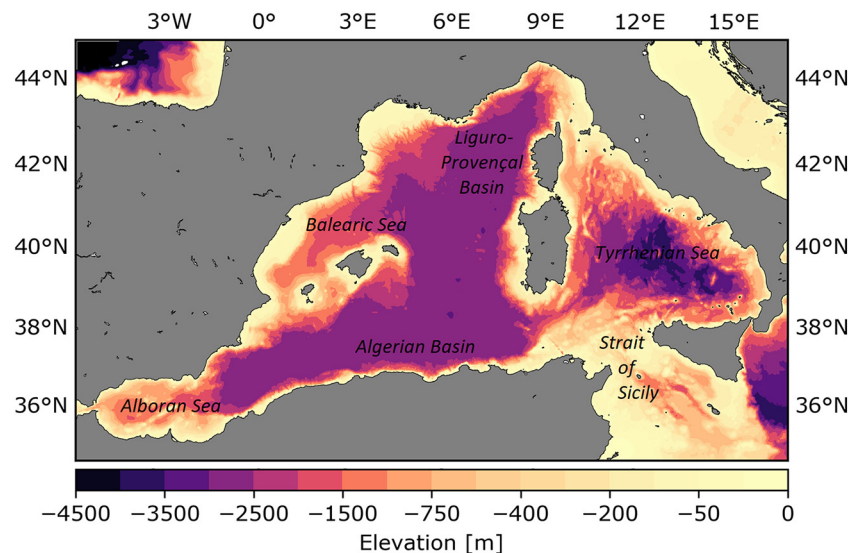 3°W 0° 3°E 6°E 9°E 12°E 15°E
44°N 44°N
42°N 42°N
40°N 40°N
38°N 38°N
36°N 36°N
Liguro-
Provençal
Basin
Balearic Sea
Tyrrhenian Sea
Algerian Basin
Strait
of
Sicily
Alboran Sea
−4500 −3500 −2500 −1500 −750 −400 −200 −50 0
Elevation [m]